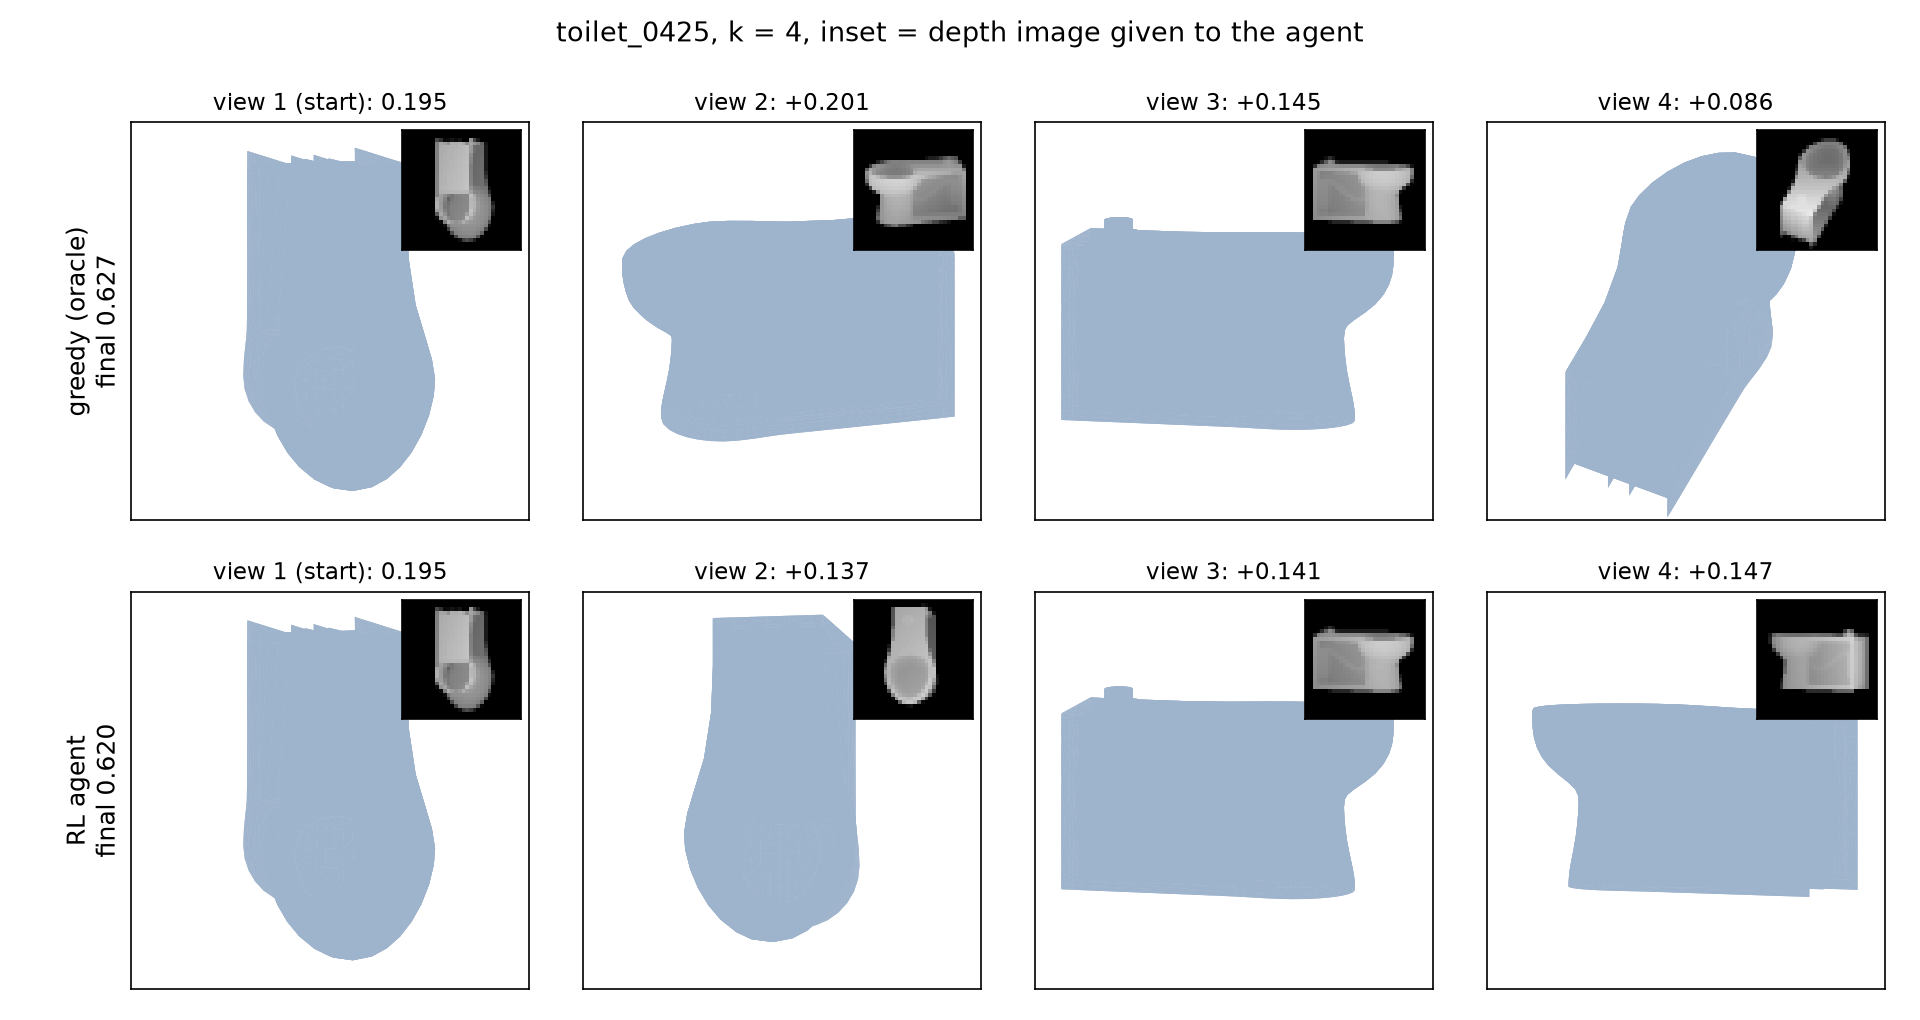 toilet_0425, k = 4, inset = depth image given to the agent
view 1 (start): 0.195
view 2: +0.201
view 3: +0.145
view 4: +0.086
greedy (oracle)
final 0.627
view 1 (start): 0.195
view 2: +0.137
view 3: +0.141
view 4: +0.147
RL agent
final 0.620